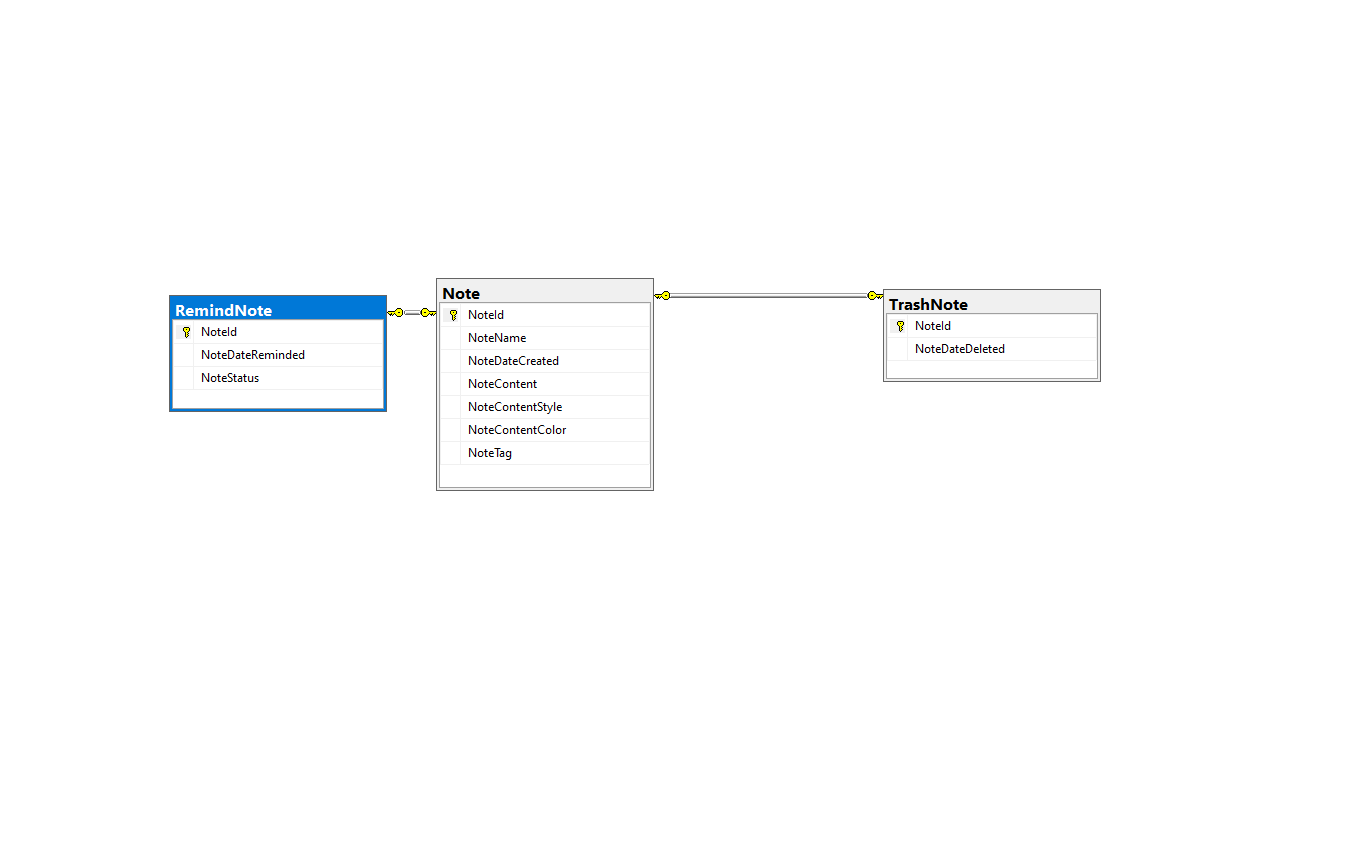 RemindNote
NoteId
NoteDateReminded
NoteStatus
Note
NoteId
NoteName
NoteDateCreated
NoteContent
NoteContentStyle
NoteContentColor
NoteTag
TrashNote
NoteId
NoteDateDeleted